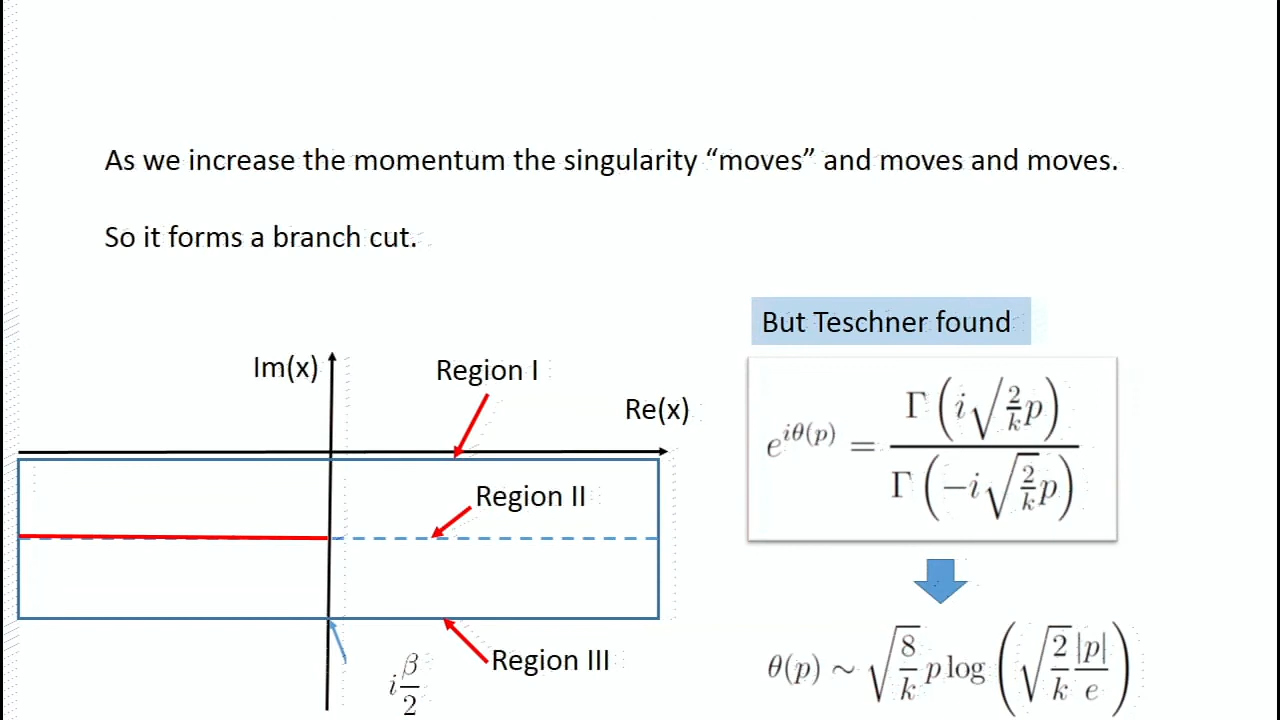 As we increase the momentum the singularity “moves” and moves and moves.
So it forms a branch cut.
But Teschner found
Im(x)
Region I
Re(x)
e^{iθ(p)} = Γ(i√(2/k)p) / Γ(−i√(2/k)p)
Region II
Region III
i β/2
θ(p) ∼ √(8/k) p log(√(2/k) |p|/e)